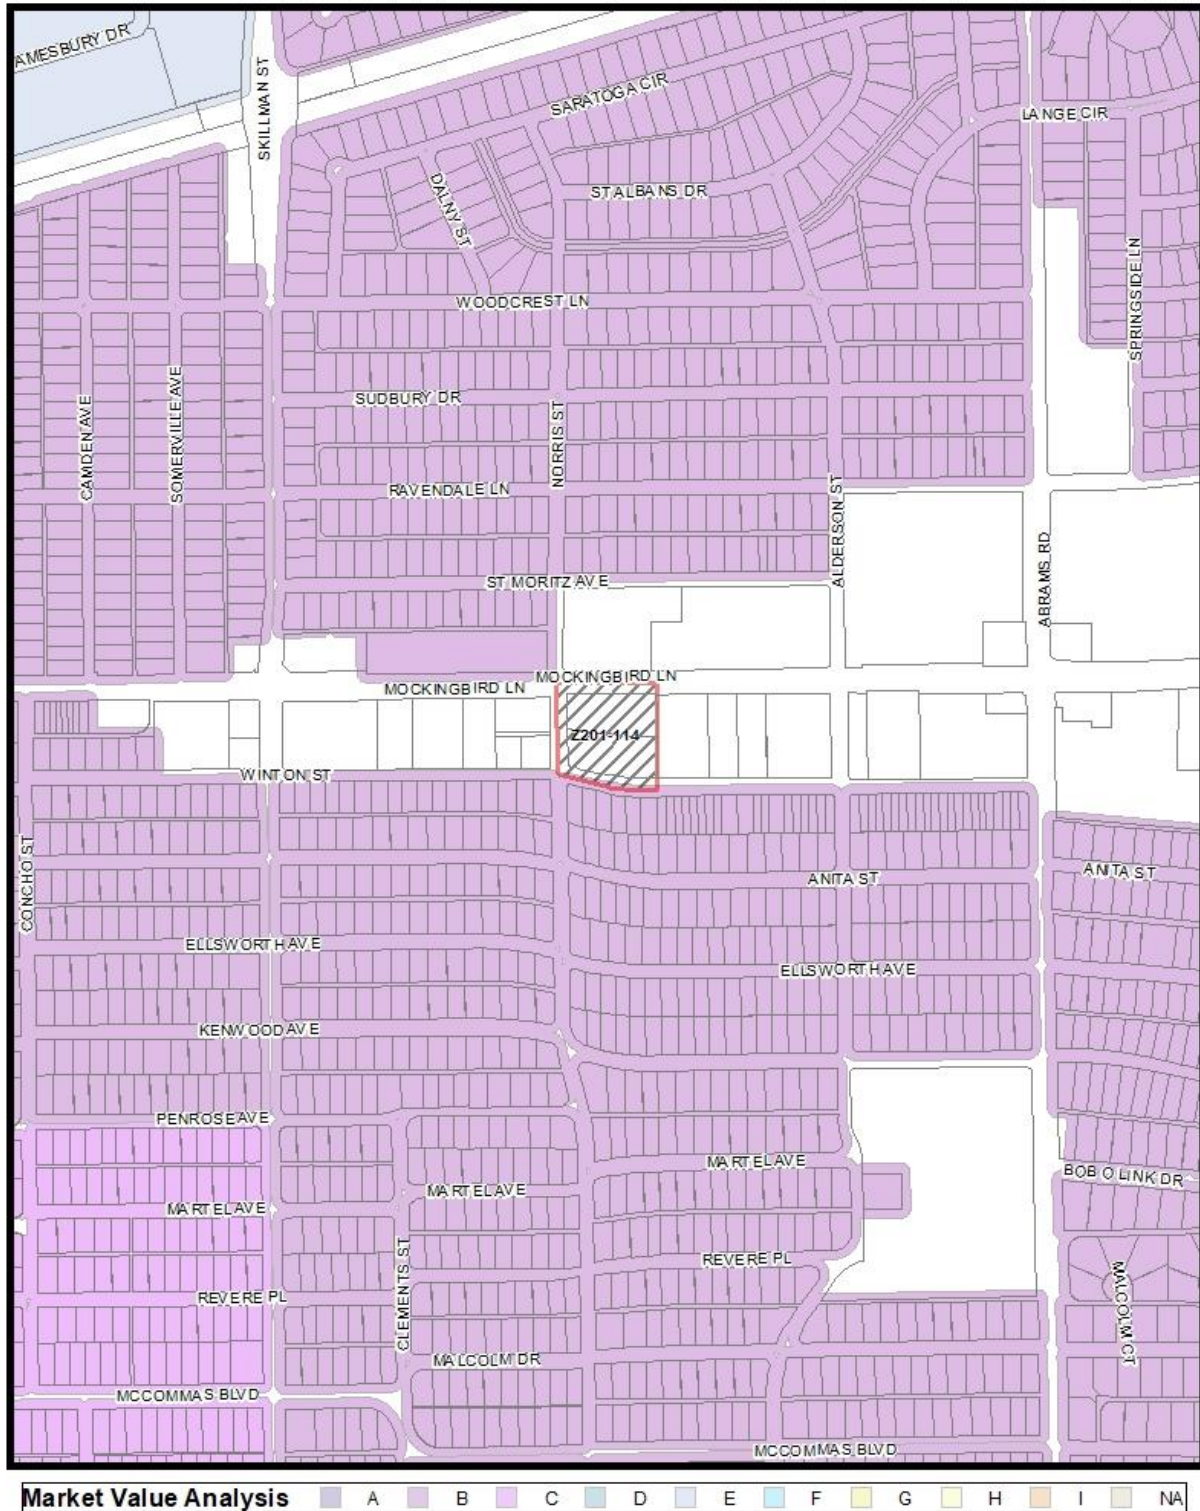 AMESBURY DR
SKILLMAN ST
SARATOGA CIR
LANGE CIR
DALNY ST
ST ALBANS DR
SPRINGSIDE LN
WOODCREST LN
CAMDEN AVE
SOMERVILLE AVE
SUDBURY DR
NORRIS ST
RAVENDALE LN
ALDERSON ST
ABRAMS RD
ST MORITZ AVE
MOCKINGBIRD LN
MOCKINGBIRD LN
Z201-114
WINTON ST
CONCHO ST
ANITA ST
ANITA ST
ELLSWORTH AVE
ELLSWORTH AVE
KENWOOD AVE
PENROSE AVE
MARTEL AVE
MARTEL AVE
MARTEL AVE
BOB O LINK DR
CLEMENTS ST
REVERE PL
REVERE PL
MALCOLM CT
MALCOLM DR
MCCOMMAS BLVD
MCCOMMAS BLVD
Market Value Analysis A B C D E F G H I NA